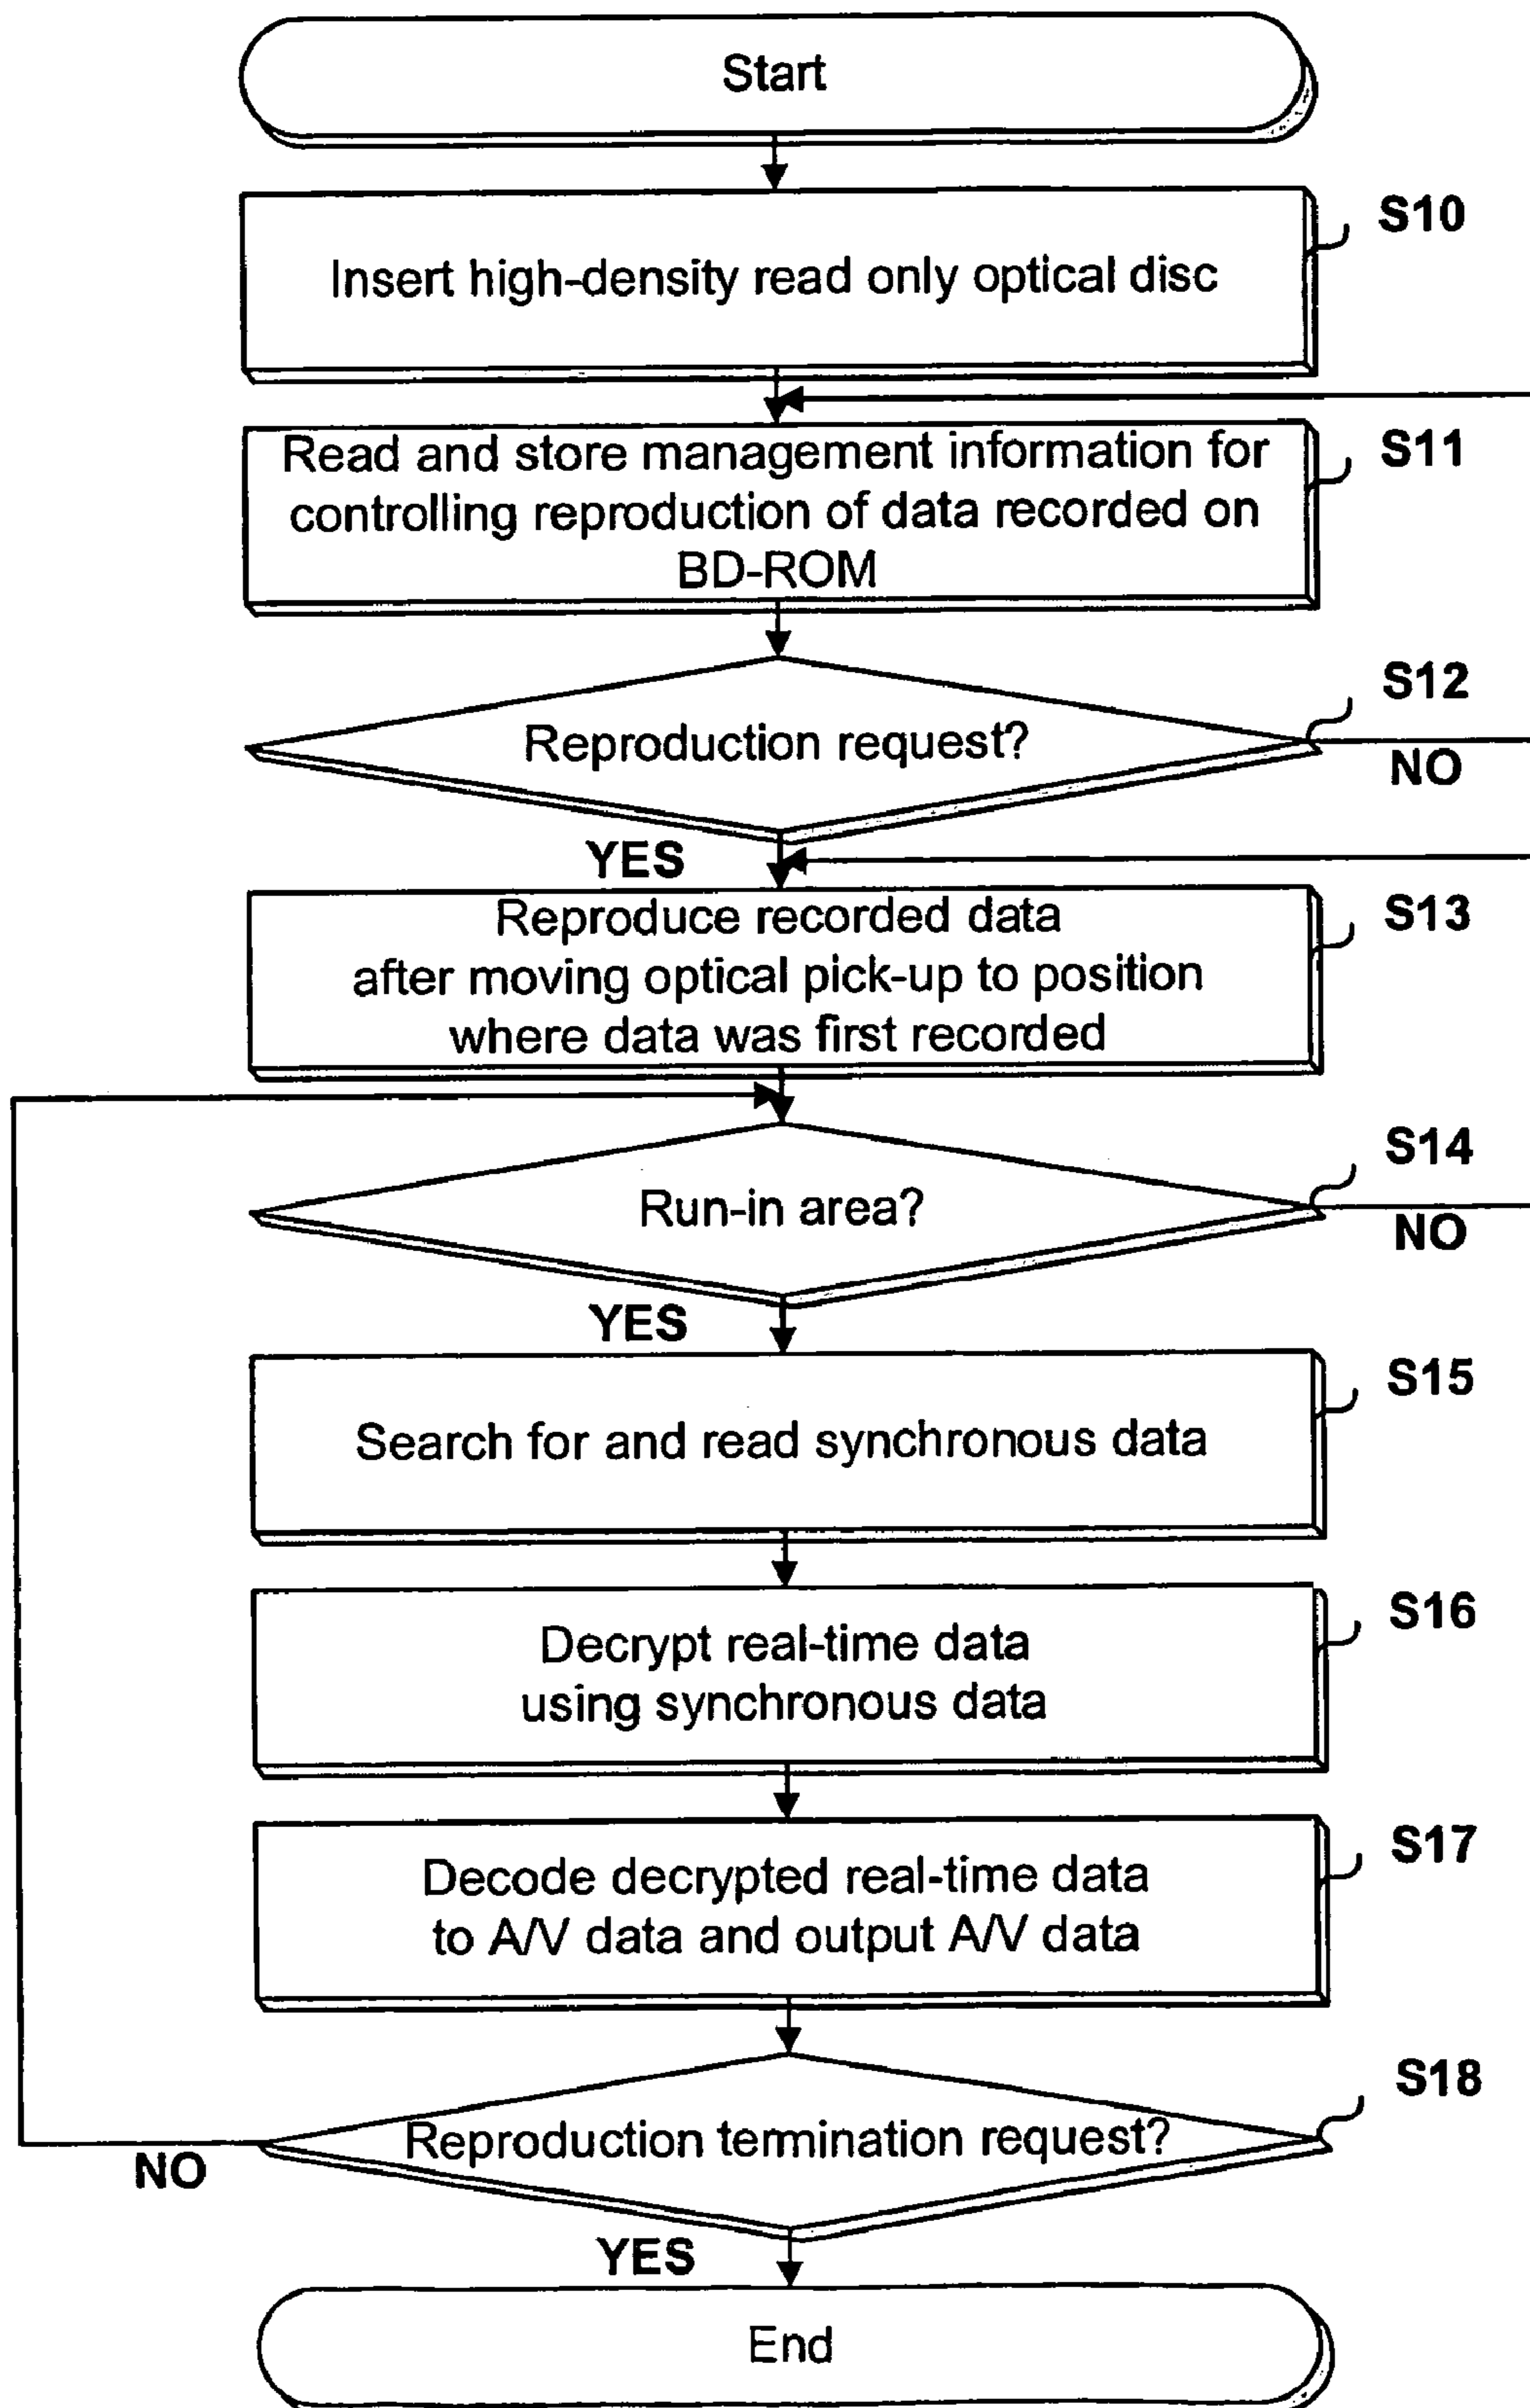 Start
S10
Insert high-density read only optical disc
S11
Read and store management information for
controlling reproduction of data recorded on
BD-ROM
S12
Reproduction request?
NO
YES
S13
Reproduce recorded data
after moving optical pick-up to position
where data was first recorded
S14
Run-in area?
NO
YES
S15
Search for and read synchronous data
S16
Decrypt real-time data
using synchronous data
S17
Decode decrypted real-time data
to A/V data and output A/V data
S18
Reproduction termination request?
NO
YES
End